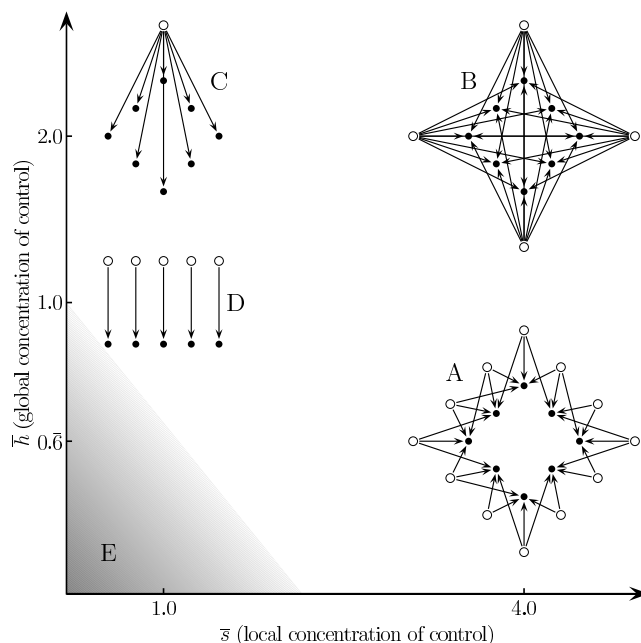 C
B
2.0
D
1.0
A
0.6̅
E
1.0
4.0
s̅ (local concentration of control)
h̅ (global concentration of control)